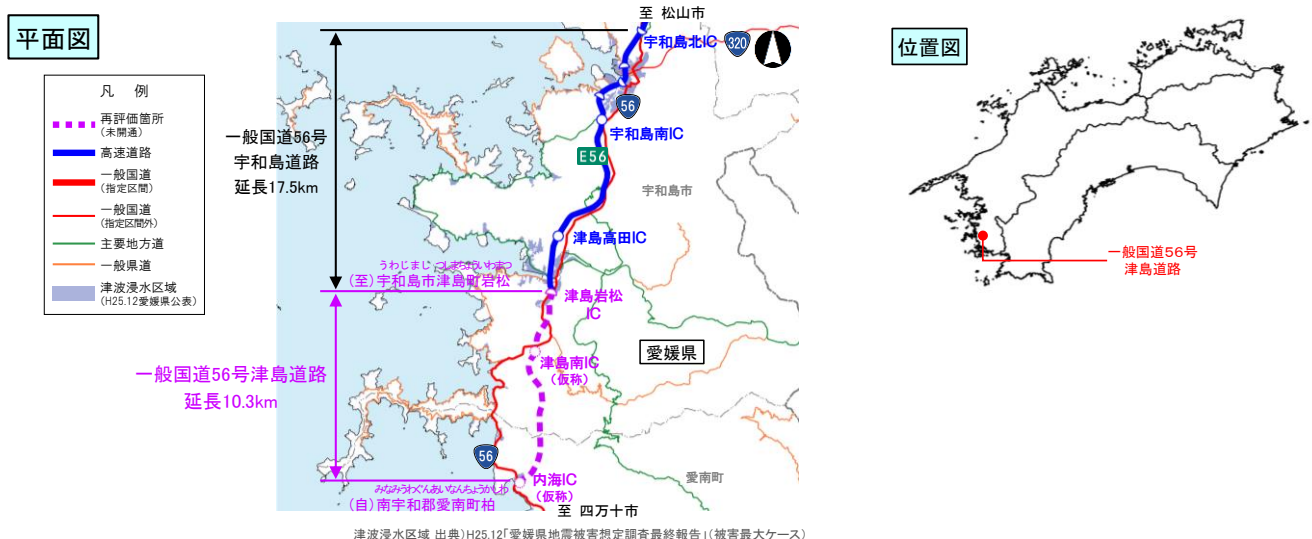 平面図
凡 例
再評価箇所
(未開通)
高速道路
一般国道
(指定区間)
一般国道
(指定区間外)
主要地方道
一般県道
津波浸水区域
(H25.12愛媛県公表)
至 松山市
宇和島北IC
320
56
宇和島南IC
E56
一般国道56号
宇和島道路
延長17.5km
宇和島市
津島高田IC
うわじまし つしまちょういわまつ
(至)宇和島市津島町岩松
津島岩松
IC
愛媛県
津島南IC
(仮称)
一般国道56号津島道路
延長10.3km
56
愛南町
内海IC
(仮称)
みなみうわぐんあいなんちょうかしわ
(自)南宇和郡愛南町柏
至 四万十市
津波浸水区域 出典)H25.12「愛媛県地震被害想定調査最終報告」(被害最大ケース)
位置図
一般国道56号
津島道路